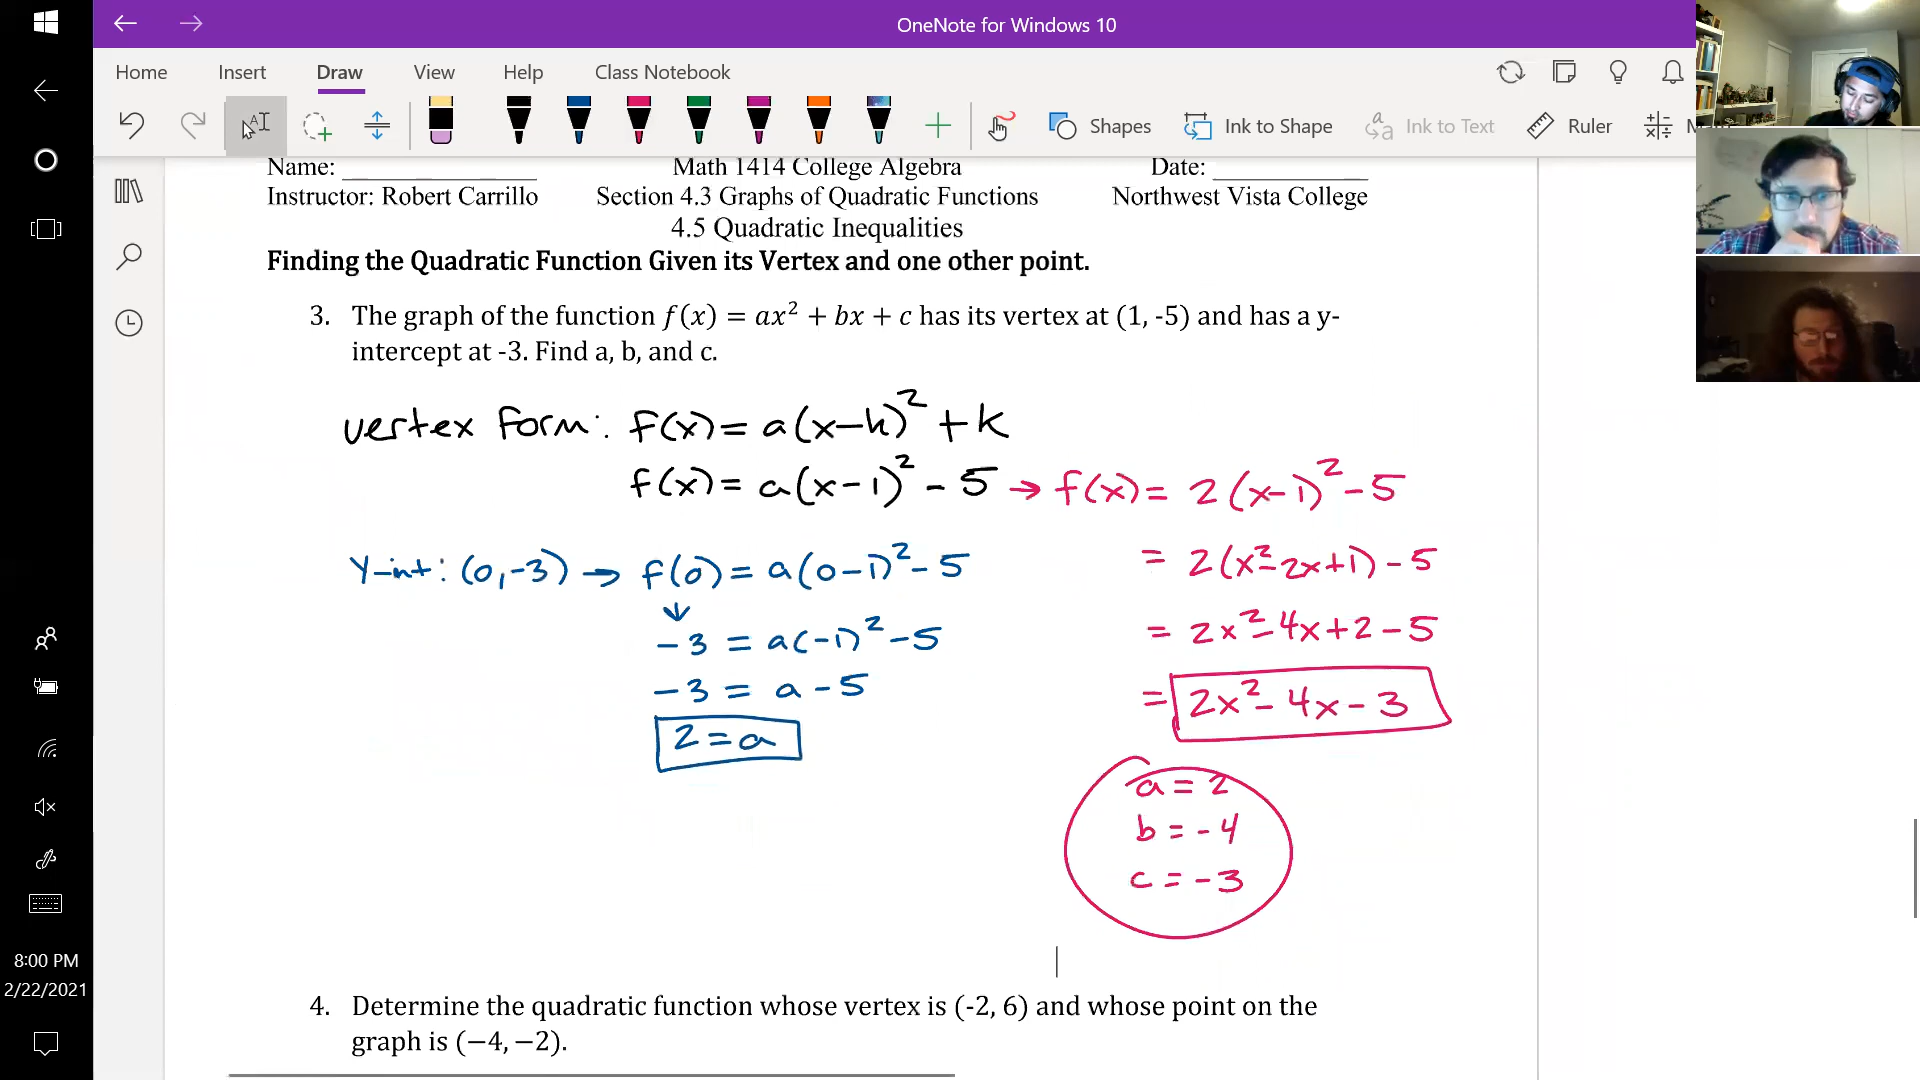 OneNote for Windows 10
Home Insert Draw View Help Class Notebook
Shapes Ink to Shape Ink to Text Ruler
Name: Math 1414 College Algebra Date:
Instructor: Robert Carrillo Section 4.3 Graphs of Quadratic Functions Northwest Vista College
4.5 Quadratic Inequalities
Finding the Quadratic Function Given its Vertex and one other point.
3. The graph of the function f(x) = ax² + bx + c has its vertex at (1, -5) and has a y-
intercept at -3. Find a, b, and c.
vertex form: f(x) = a(x-h)² + k
f(x) = a(x-1)² - 5 → f(x) = 2(x-1)² - 5
Y-int: (0,-3) → f(0) = a(0-1)² - 5
= 2(x²-2x+1) - 5
↓
-3 = a(-1)² - 5
= 2x²-4x+2-5
-3 = a - 5
= 2x² - 4x - 3
2 = a
a = 2
b = -4
c = -3
4. Determine the quadratic function whose vertex is (-2, 6) and whose point on the
graph is (−4, −2).
8:00 PM
2/22/2021